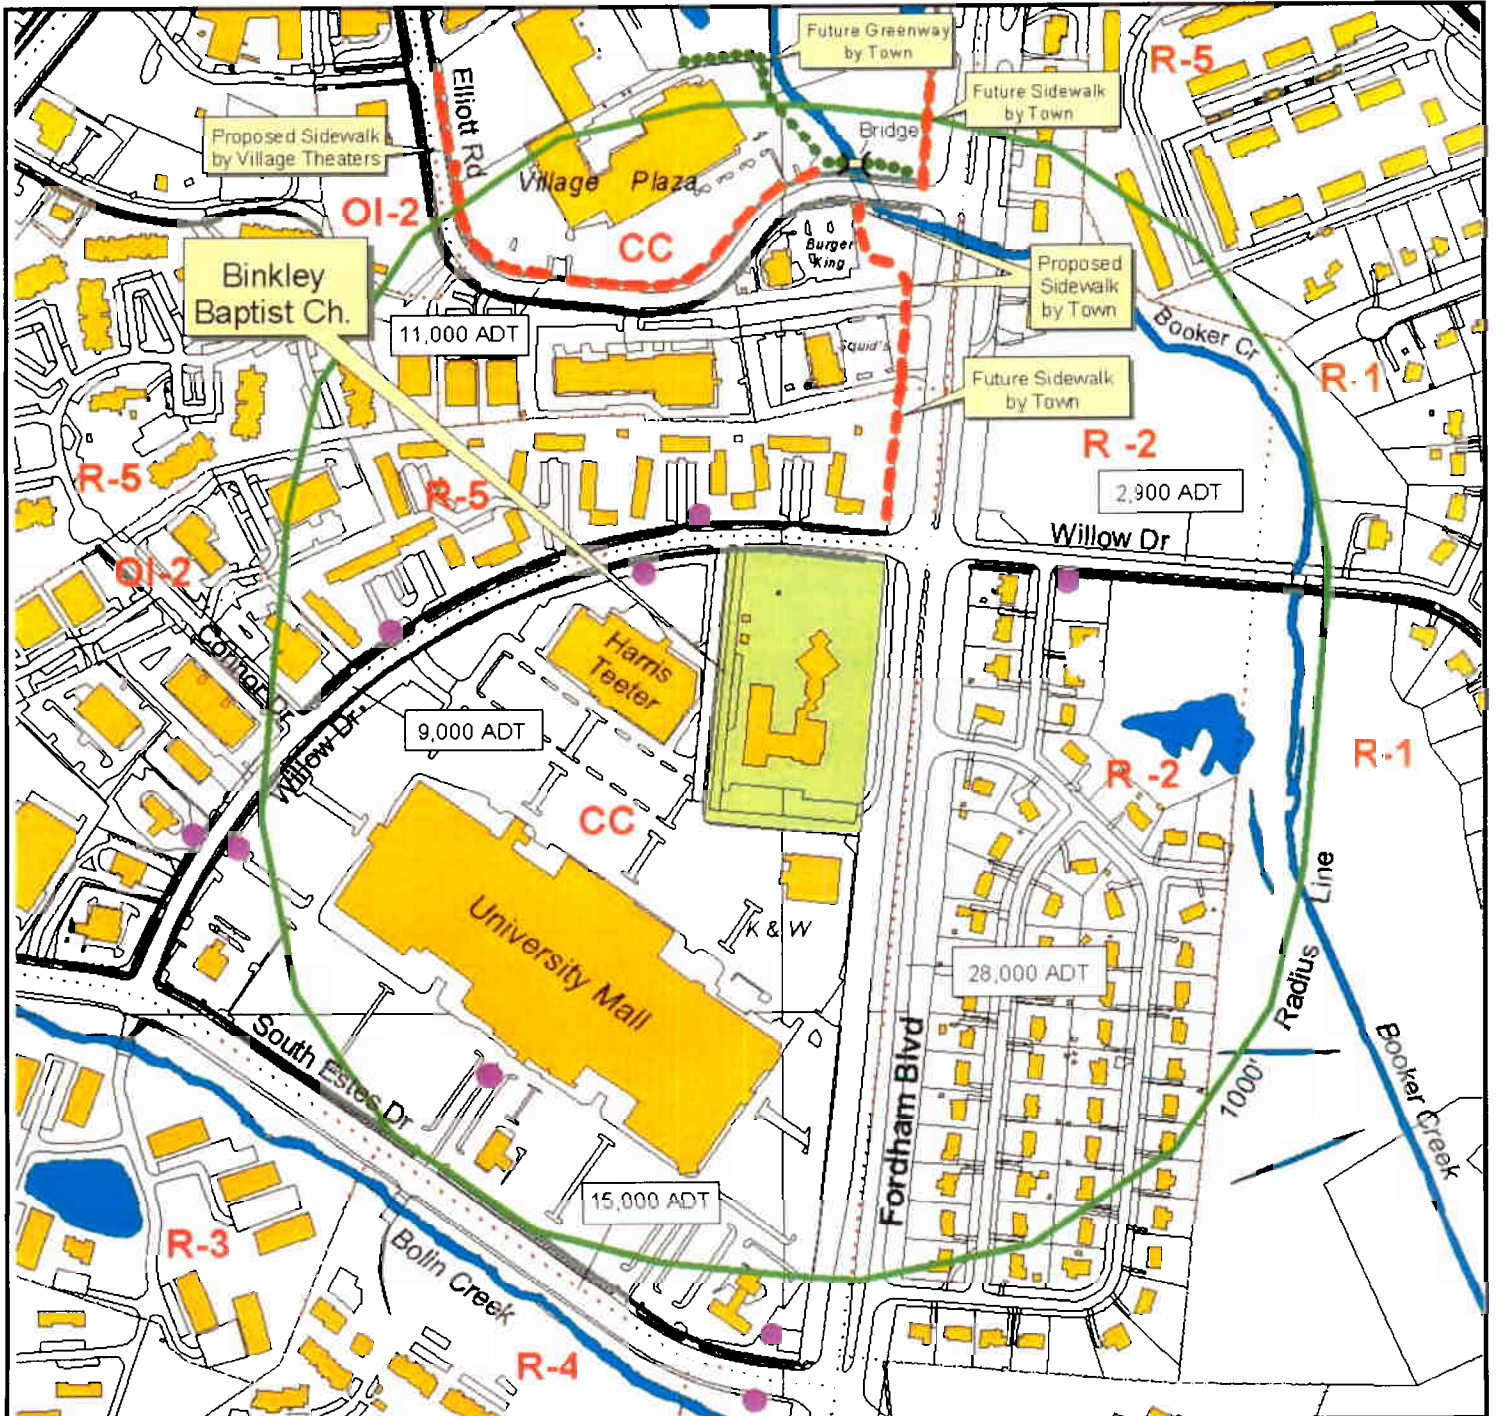 Future Greenway
by Town
R-5
Elliott Rd
Future Sidewalk
by Town
Proposed Sidewalk
by Village Theaters
Bridge
Village Plaza
OI-2
CC
Burger
King
Binkley
Baptist Ch.
Proposed
Sidewalk
by Town
11,000 ADT
Booker Cr
Squid's
Future Sidewalk
by Town
R-1
R-2
R-5
R-5
2,900 ADT
Willow Dr
OI-2
Connor
Harris
Teeter
9,000 ADT
Willow Dr.
R-2
R-1
CC
Line
University Mall
K & W
28,000 ADT
Radius
South Estes Dr
Fordham Blvd
Booker Creek
1000'
15,000 ADT
R-3
Bolin Creek
R-4